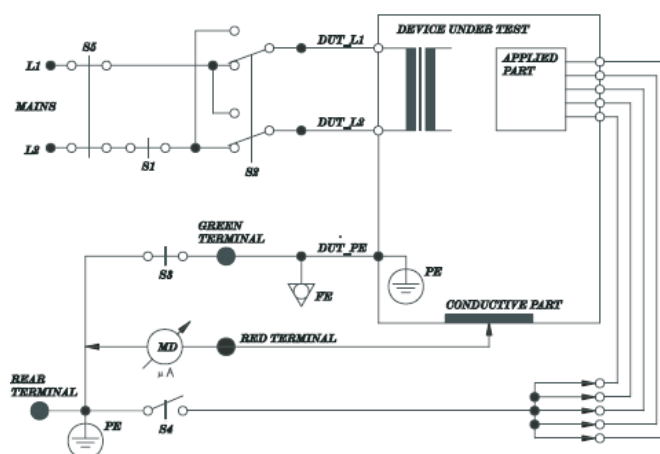 DEVICE UNDER TEST
S5
DUT_L1
L1
APPLIED
PART
MAINS
DUT_L2
L2
S1
S2
GREEN
TERMINAL
DUT_PE
S3
FE
PE
CONDUCTIVE PART
MD
RED TERMINAL
μA
REAR
TERMINAL
PE
S4